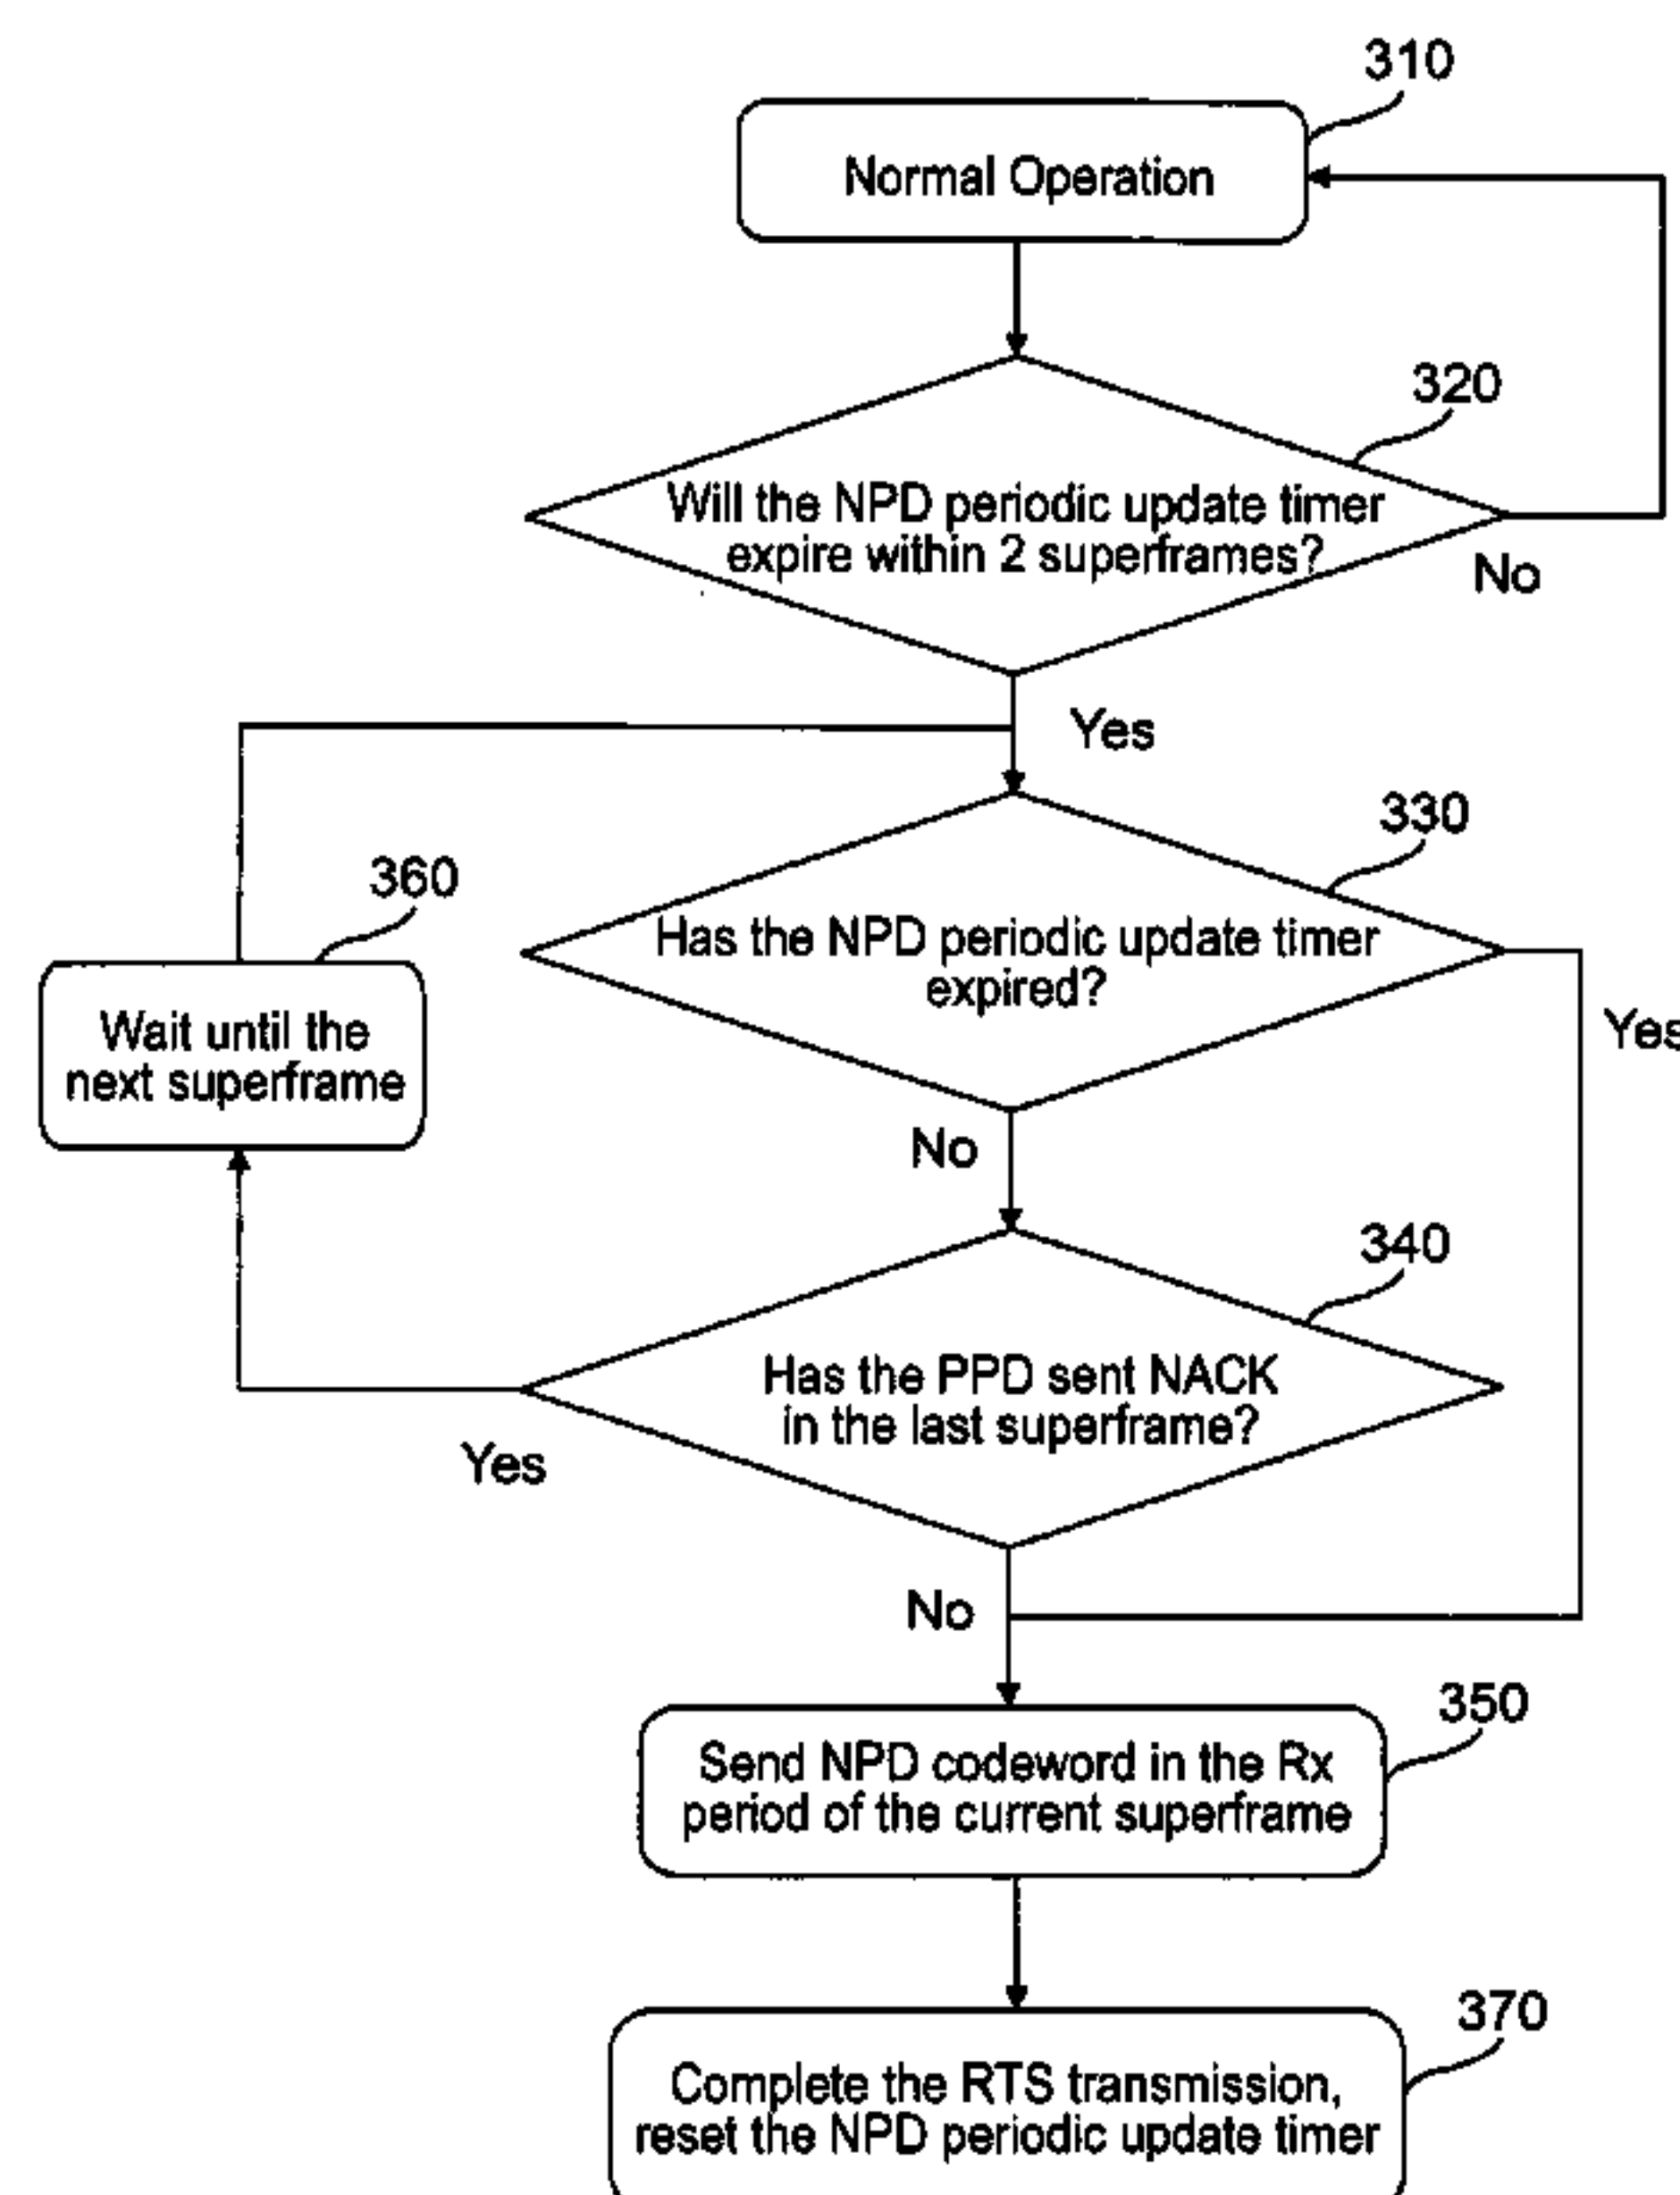 310
Normal Operation
320
Will the NPD periodic update timer
expire within 2 superframes?
No
Yes
330
360
Has the NPD periodic update timer
expired?
Wait until the
next superframe
Yes
No
340
Has the PPD sent NACK
in the last superframe?
Yes
No
350
Send NPD codeword in the Rx
period of the current superframe
370
Complete the RTS transmission,
reset the NPD periodic update timer